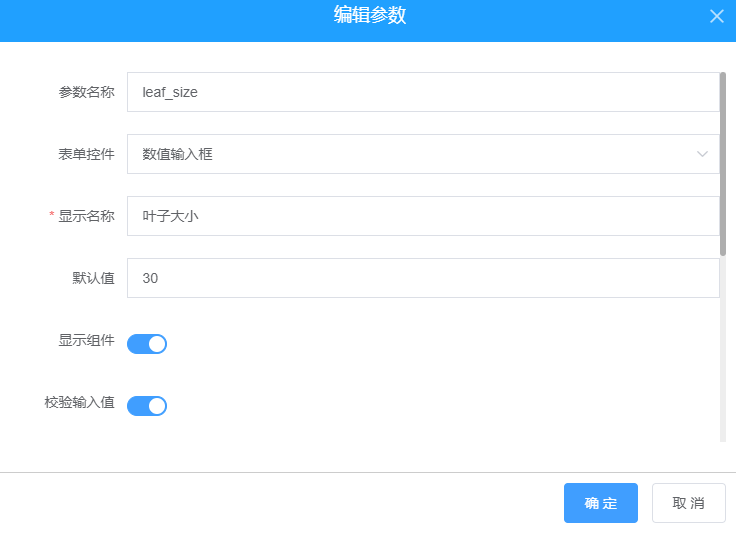 编辑参数
参数名称 leaf_size
表单控件 数值输入框
* 显示名称 叶子大小
默认值 30
显示组件
校验输入值
确 定 取 消